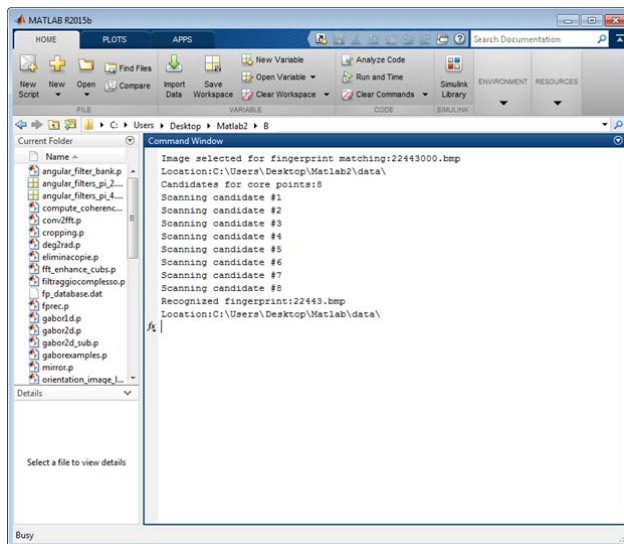 MATLAB R2015b
HOME PLOTS APPS
Search Documentation
New Script
New
Open
Find Files
Compare
FILE
Import Data
Save Workspace
New Variable
Open Variable
Clear Workspace
VARIABLE
Analyze Code
Run and Time
Clear Commands
CODE
Simulink Library
SIMULINK
ENVIRONMENT
RESOURCES
C: Users Desktop Matlab2 B
Current Folder
Name
angular_filter_bank.p
angular_filters_pi_2....
angular_filters_pi_4....
compute_coherenc...
conv2fft.p
cropping.p
deg2rad.p
eliminacopie.p
fft_enhance_cubs.p
filtraggiocomplesso.p
fp_database.dat
fprec.p
gabor1d.p
gabor2d.p
gabor2d_sub.p
gaborexamples.p
mirror.p
orientation_image_l...
Details
Select a file to view details
Command Window
Image selected for fingerprint matching:22443000.bmp
Location:C:\Users\Desktop\Matlab2\data\
Candidates for core points:8
Scanning candidate #1
Scanning candidate #2
Scanning candidate #3
Scanning candidate #4
Scanning candidate #5
Scanning candidate #6
Scanning candidate #7
Scanning candidate #8
Recognized fingerprint:22443.bmp
Location:C:\Users\Desktop\Matlab\data\
fx
Busy